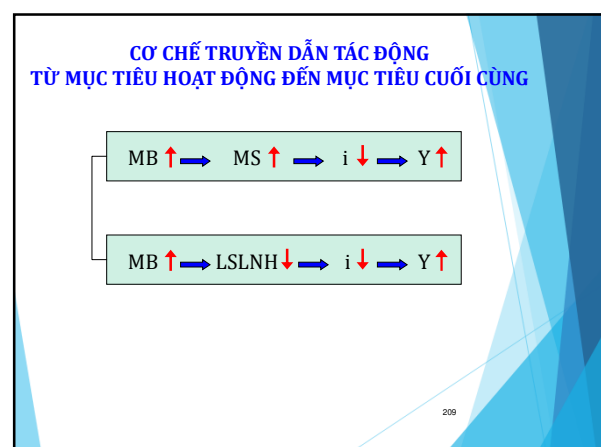 CƠ CHẾ TRUYỀN DẪN TÁC ĐỘNG
TỪ MỤC TIÊU HOẠT ĐỘNG ĐẾN MỤC TIÊU CUỐI CÙNG
MB ↑ → MS ↑ → i ↓ → Y ↑
MB ↑ → LSLNH ↓ → i ↓ → Y ↑
209